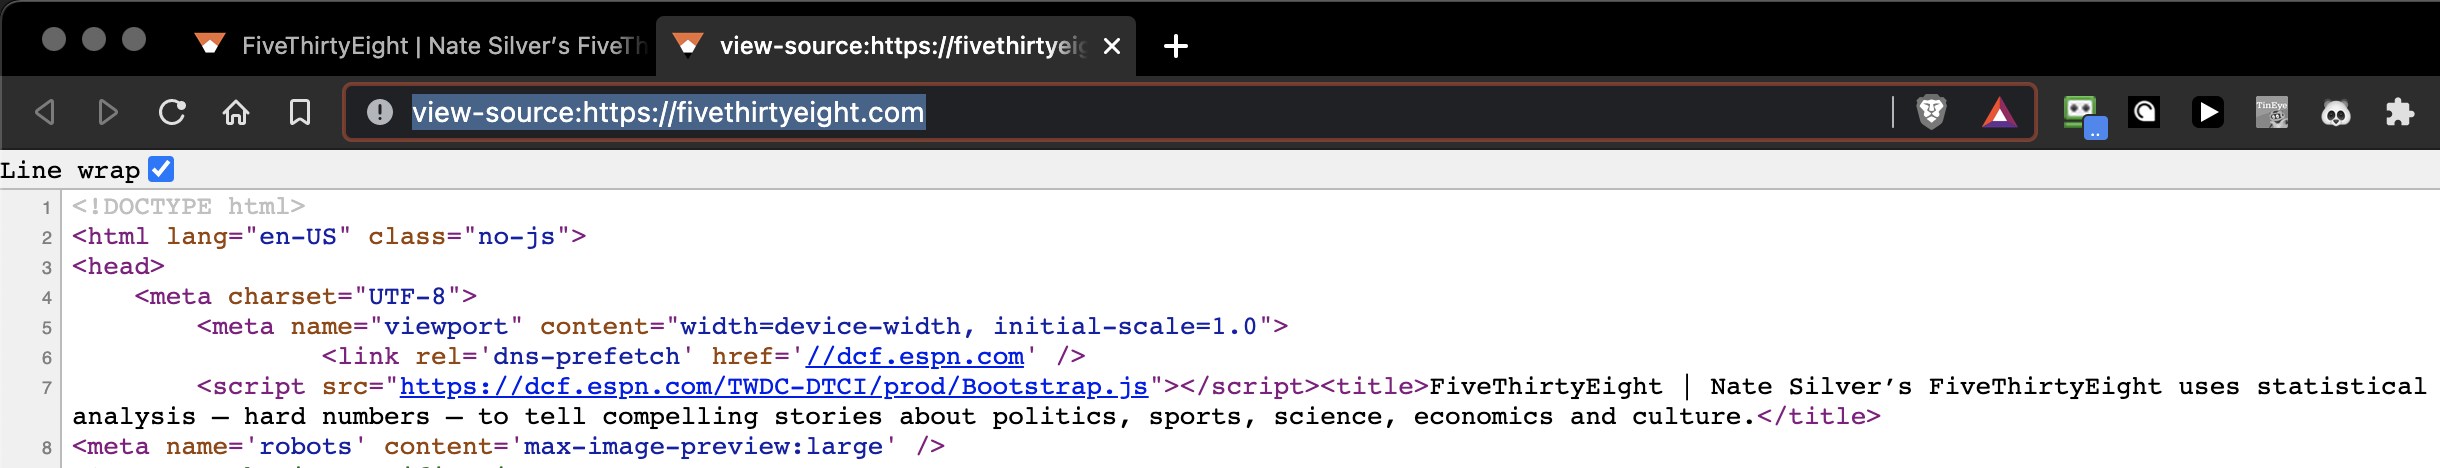 FiveThirtyEight | Nate Silver’s FiveTh
view-source:https://fivethirtyeig
view-source:https://fivethirtyeight.com
TinEye
..
Line wrap
1 <!DOCTYPE html>
2 <html lang="en-US" class="no-js">
3 <head>
4 <meta charset="UTF-8">
5 <meta name="viewport" content="width=device-width, initial-scale=1.0">
6 <link rel='dns-prefetch' href='//dcf.espn.com' />
7 <script src="https://dcf.espn.com/TWDC-DTCI/prod/Bootstrap.js"></script><title>FiveThirtyEight | Nate Silver’s FiveThirtyEight uses statistical
analysis — hard numbers — to tell compelling stories about politics, sports, science, economics and culture.</title>
8 <meta name='robots' content='max-image-preview:large' />